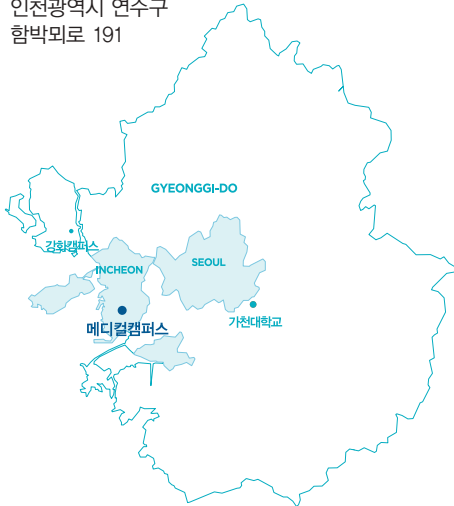 인천광역시 연수구
함박뫼로 191
GYEONGGI-DO
강화캠퍼스
INCHEON
SEOUL
메디컬캠퍼스
가천대학교